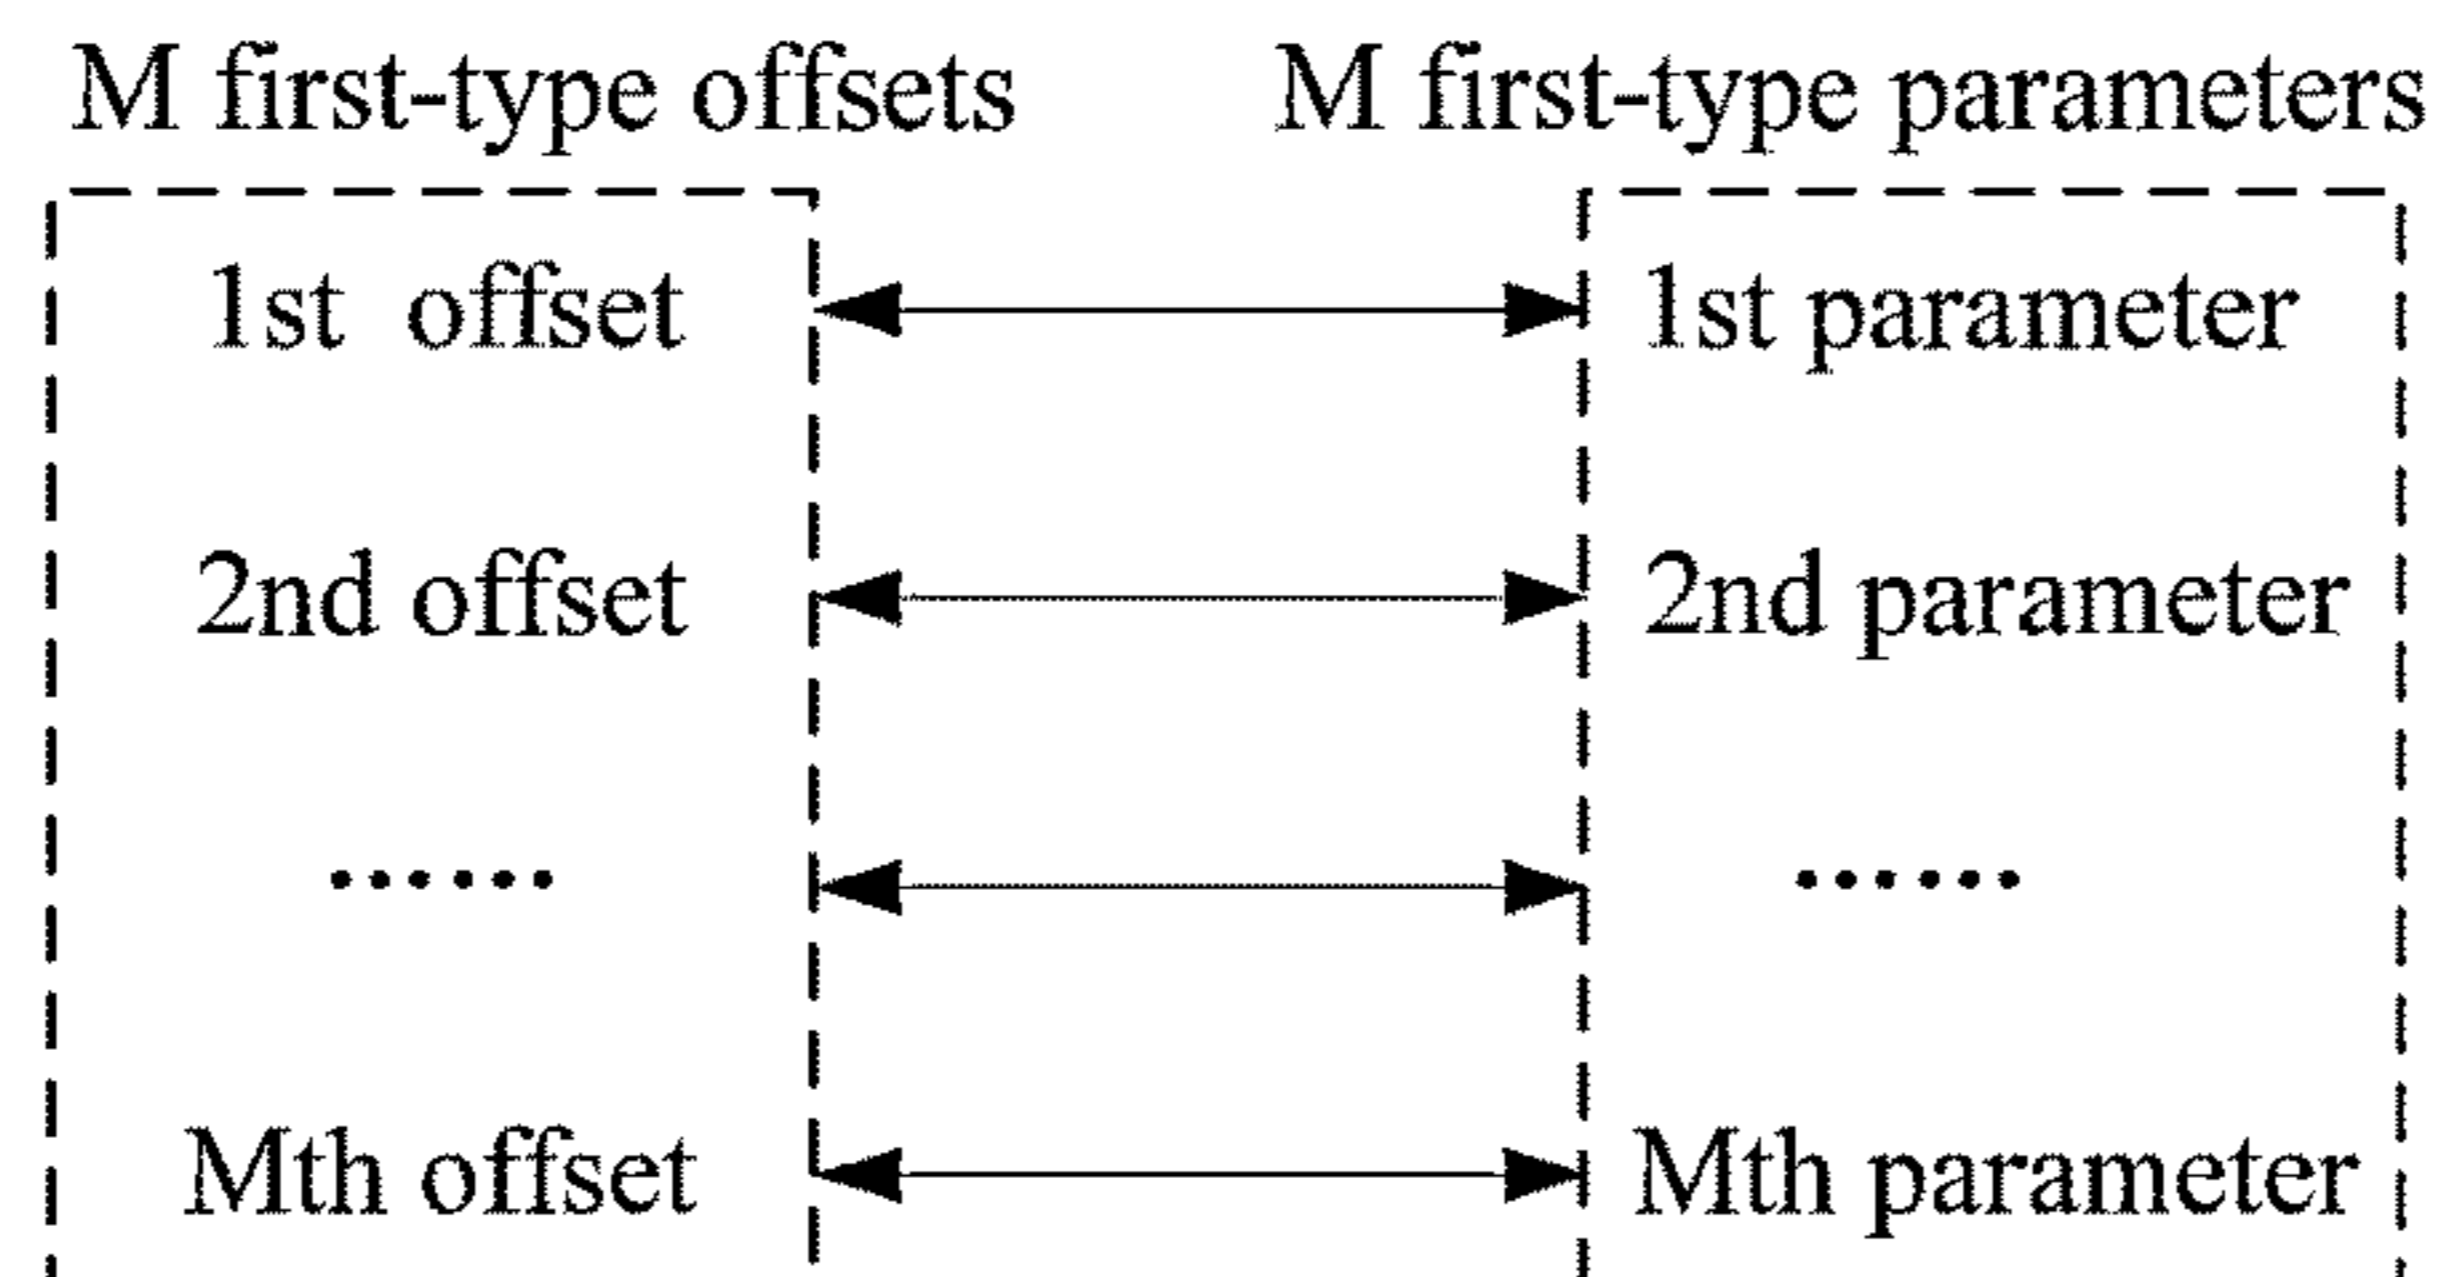 M first-type offsets M first-type parameters
1st offset 1st parameter
2nd offset 2nd parameter
...... ......
Mth offset Mth parameter